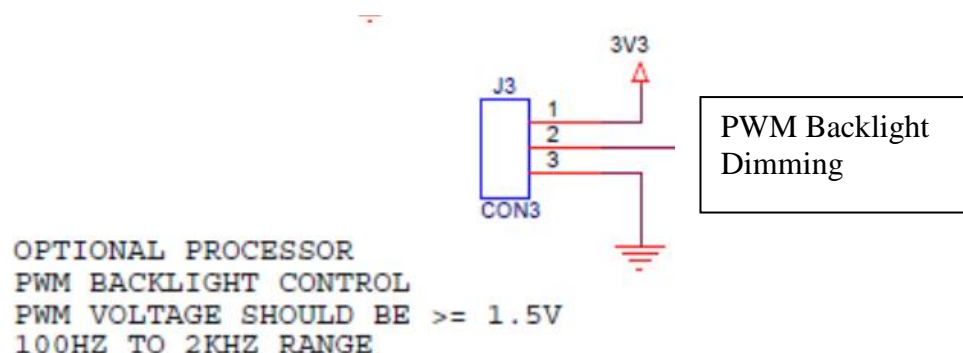 3V3
J3
1
2
3
CON3
PWM Backlight
Dimming
OPTIONAL PROCESSOR
PWM BACKLIGHT CONTROL
PWM VOLTAGE SHOULD BE >= 1.5V
100HZ TO 2KHZ RANGE